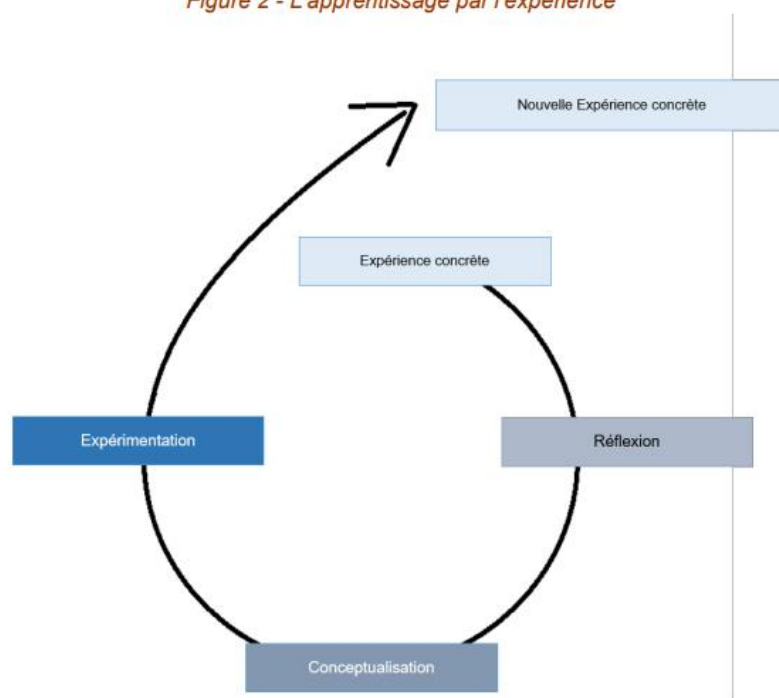 Figure 2 - L'apprentissage par l'expérience
Nouvelle Expérience concrète
Expérience concrète
Expérimentation
Réflexion
Conceptualisation